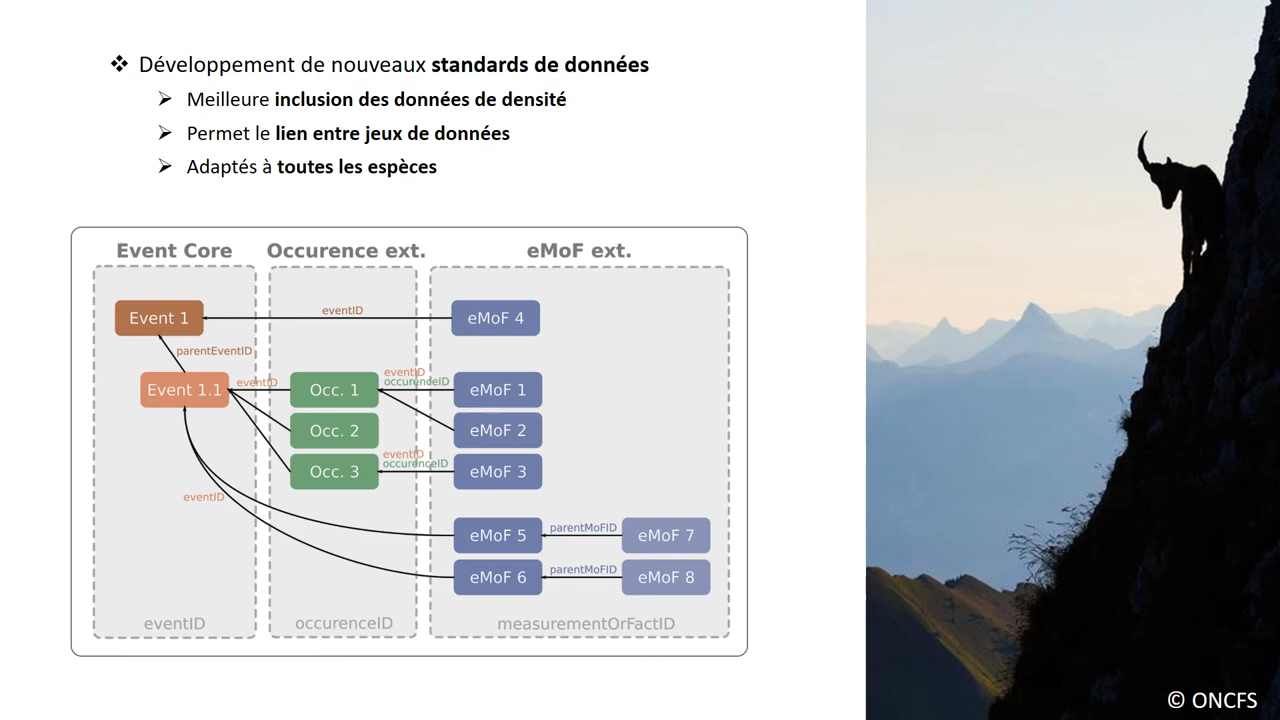 ❖ Développement de nouveaux standards de données
➢ Meilleure inclusion des données de densité
➢ Permet le lien entre jeux de données
➢ Adaptés à toutes les espèces
Event Core Occurence ext. eMoF ext.
Event 1 eventID eMoF 4
parentEventID
Event 1.1 eventID Occ. 1 eventID occurenceID eMoF 1
Occ. 2 eMoF 2
Occ. 3 eventID occurenceID eMoF 3
eventID
eMoF 5 parentMoFID eMoF 7
eMoF 6 parentMoFID eMoF 8
eventID occurenceID measurementOrFactID
© ONCFS